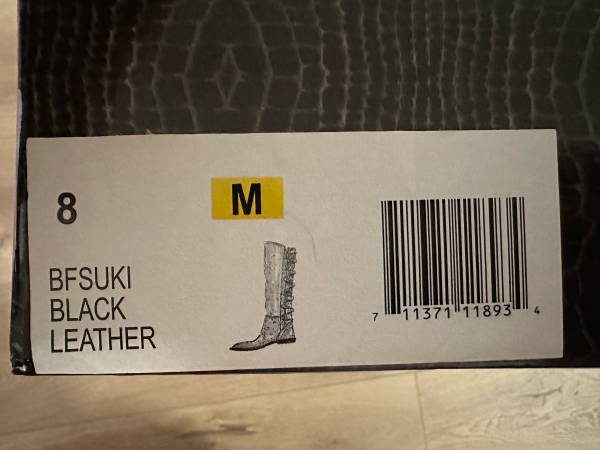 8
M
BFSUKI
BLACK
LEATHER
7 11371 11893 4